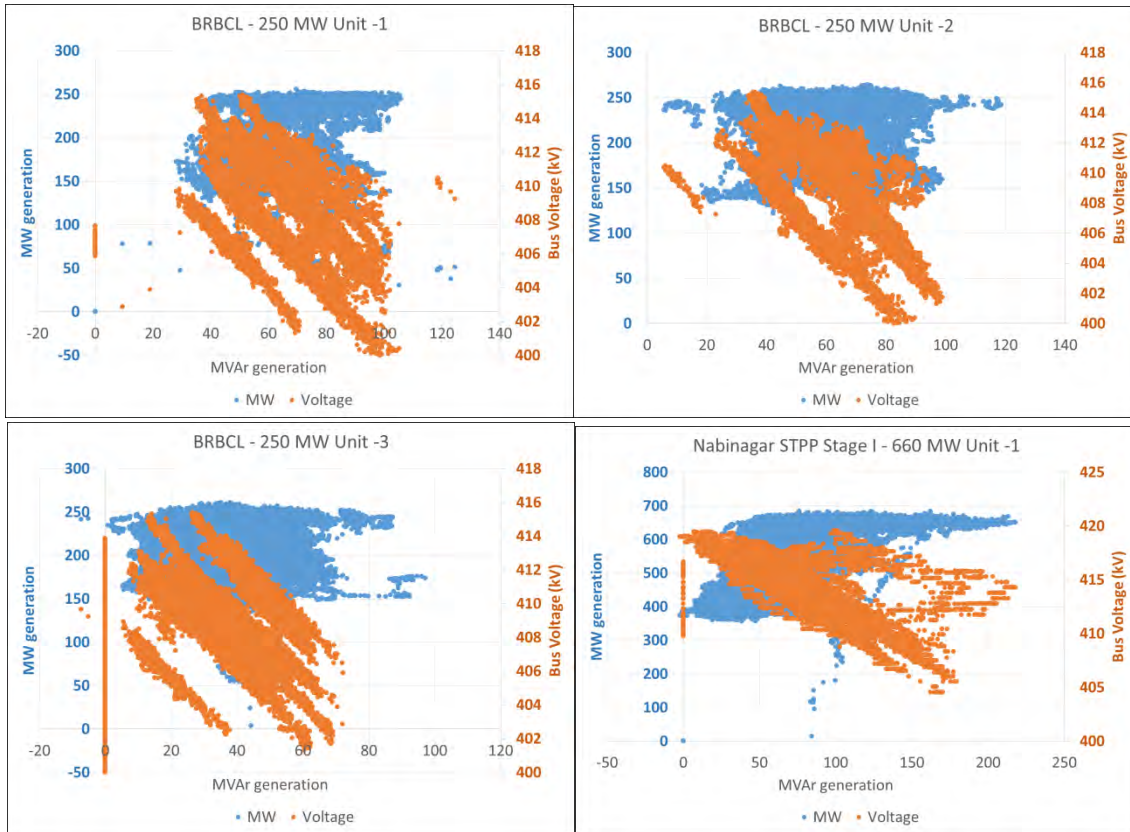 BRBCL - 250 MW Unit -1
300
250
200
150
100
50
0
-50
MW generation
418
416
414
412
410
408
406
404
402
400
Bus Voltage (kV)
-20 0 20 40 60 80 100 120 140
MVAr generation
MW Voltage
BRBCL - 250 MW Unit -2
300
250
200
150
100
50
0
MW generation
418
416
414
412
410
408
406
404
402
400
Bus Voltage (kV)
0 20 40 60 80 100 120 140
MVAr generation
MW Voltage
BRBCL - 250 MW Unit -3
300
250
200
150
100
50
0
-50
MW generation
418
416
414
412
410
408
406
404
402
400
Bus Voltage (kV)
-20 0 20 40 60 80 100 120
MVAr generation
MW Voltage
Nabinagar STPP Stage I - 660 MW Unit -1
800
700
600
500
400
300
200
100
0
MW generation
425
420
415
410
405
400
Bus Voltage (kV)
-50 0 50 100 150 200 250
MVAr generation
MW Voltage